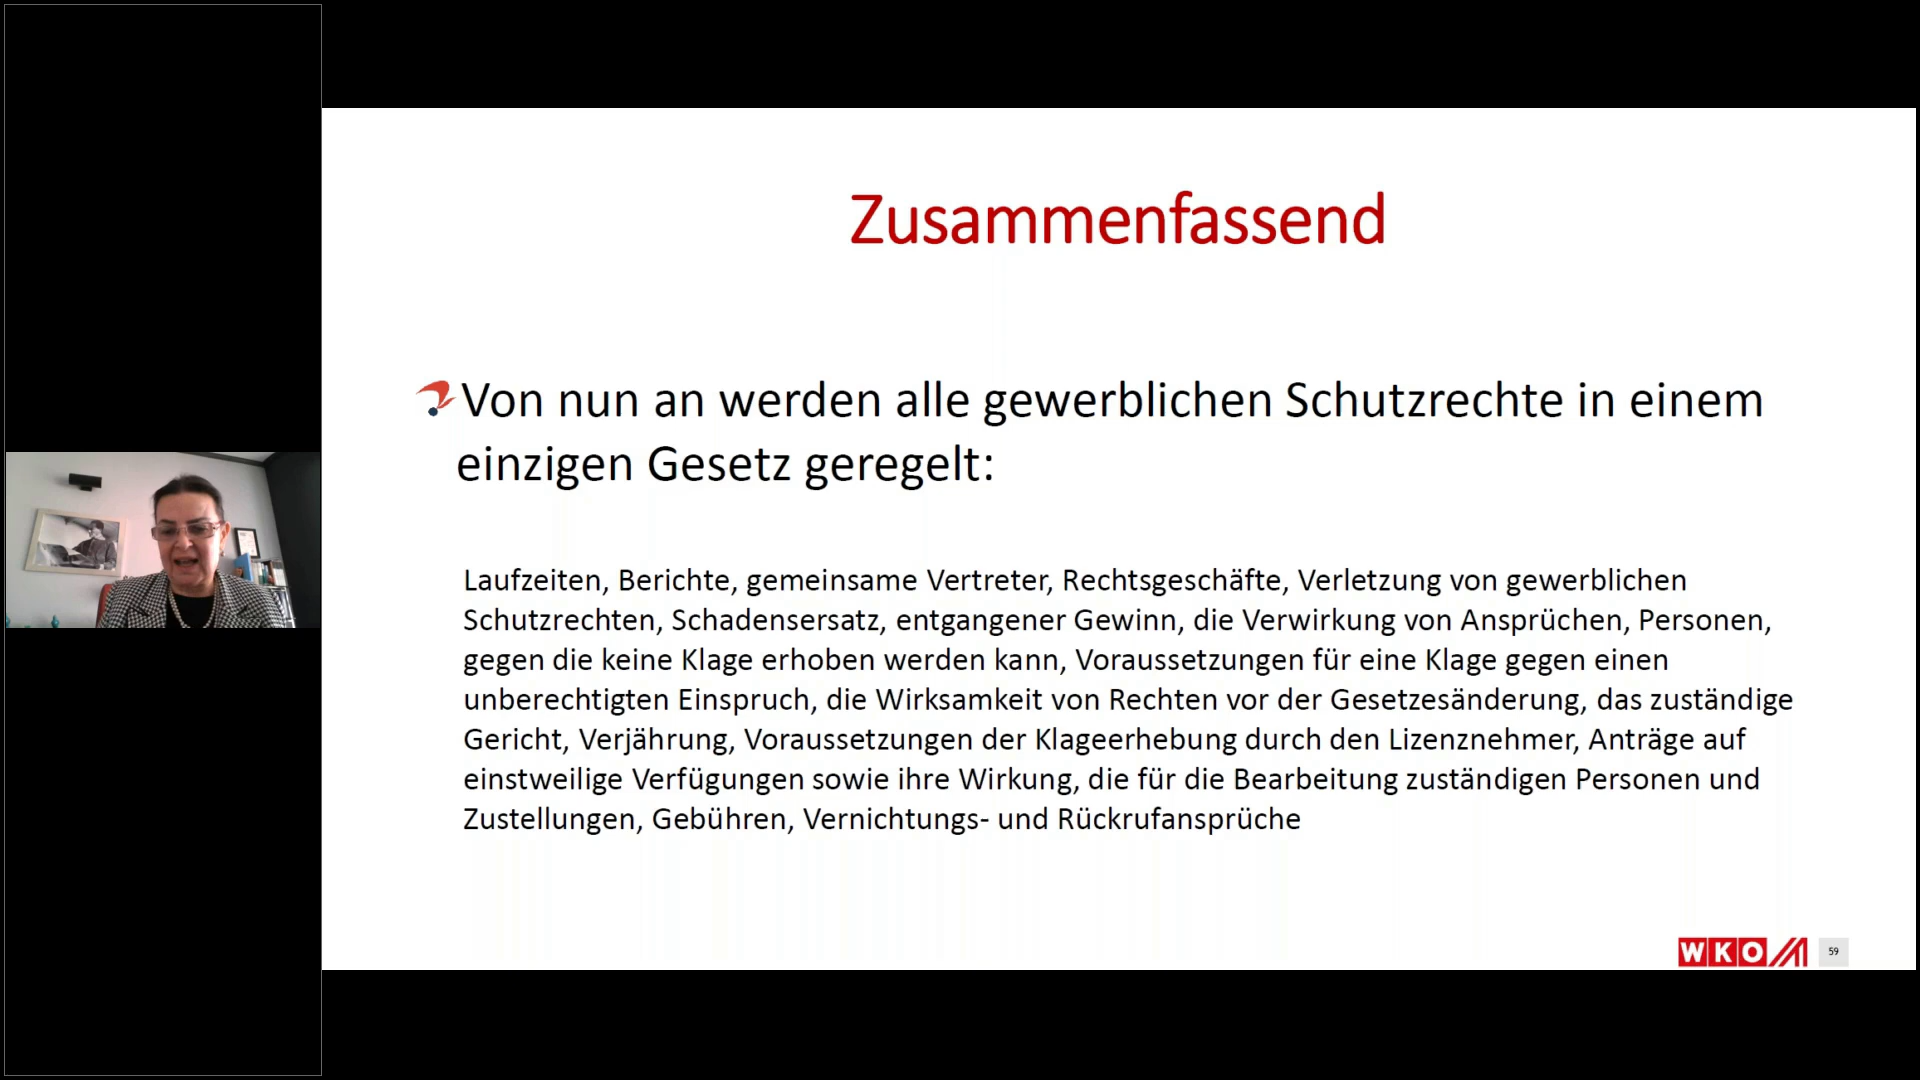 Zusammenfassend
Von nun an werden alle gewerblichen Schutzrechte in einem
einzigen Gesetz geregelt:
Laufzeiten, Berichte, gemeinsame Vertreter, Rechtsgeschäfte, Verletzung von gewerblichen
Schutzrechten, Schadensersatz, entgangener Gewinn, die Verwirkung von Ansprüchen, Personen,
gegen die keine Klage erhoben werden kann, Voraussetzungen für eine Klage gegen einen
unberechtigten Einspruch, die Wirksamkeit von Rechten vor der Gesetzesänderung, das zuständige
Gericht, Verjährung, Voraussetzungen der Klageerhebung durch den Lizenznehmer, Anträge auf
einstweilige Verfügungen sowie ihre Wirkung, die für die Bearbeitung zuständigen Personen und
Zustellungen, Gebühren, Vernichtungs- und Rückrufansprüche
WKO
59